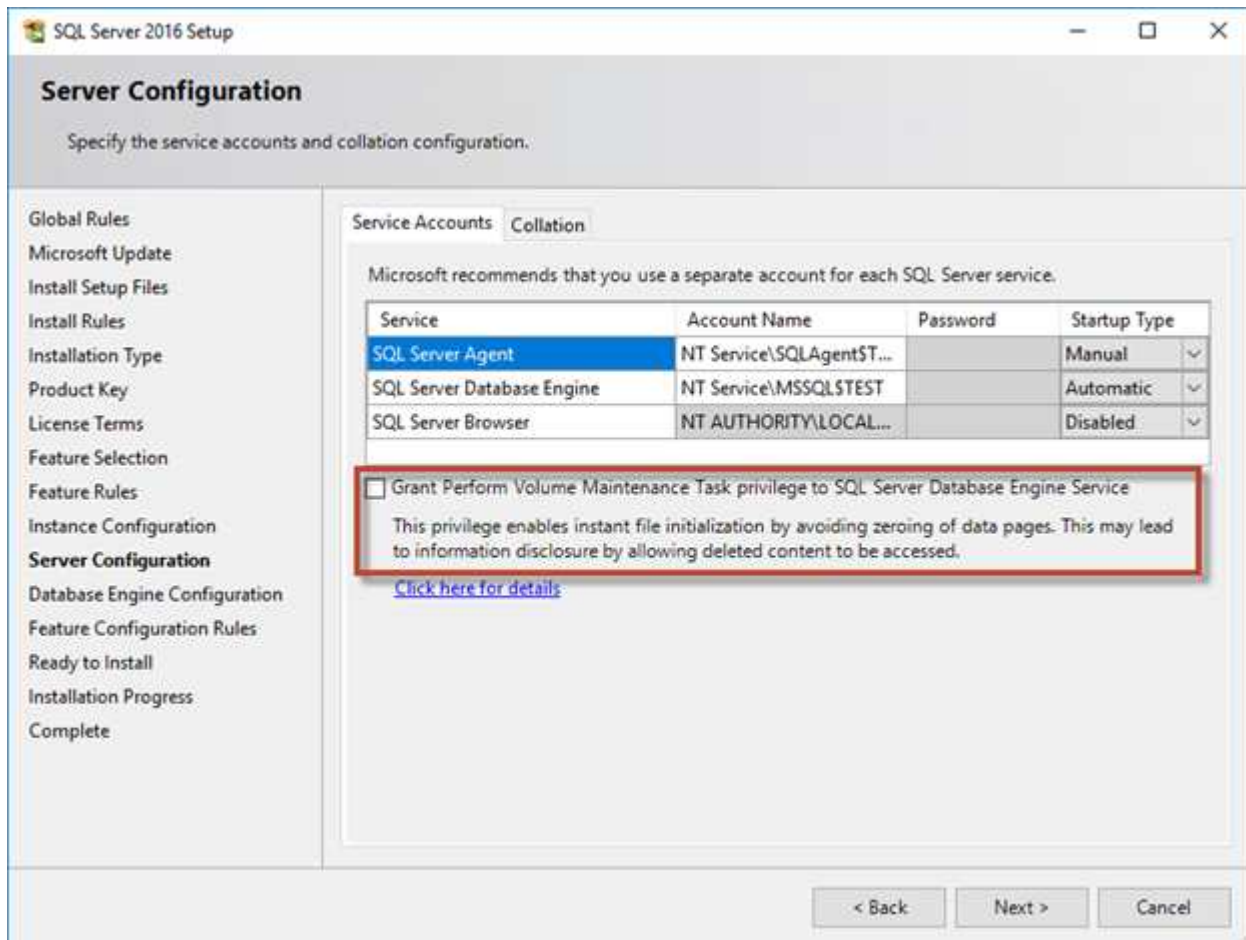 SQL Server 2016 Setup
Server Configuration
Specify the service accounts and collation configuration.
Global Rules
Microsoft Update
Install Setup Files
Install Rules
Installation Type
Product Key
License Terms
Feature Selection
Feature Rules
Instance Configuration
Server Configuration
Database Engine Configuration
Feature Configuration Rules
Ready to Install
Installation Progress
Complete
Service Accounts Collation
Microsoft recommends that you use a separate account for each SQL Server service.
Service Account Name Password Startup Type
SQL Server Agent NT Service\SQLAgent$T... Manual
SQL Server Database Engine NT Service\MSSQL$TEST Automatic
SQL Server Browser NT AUTHORITY\LOCAL... Disabled
Grant Perform Volume Maintenance Task privilege to SQL Server Database Engine Service
This privilege enables instant file initialization by avoiding zeroing of data pages. This may lead
to information disclosure by allowing deleted content to be accessed.
Click here for details
< Back Next > Cancel